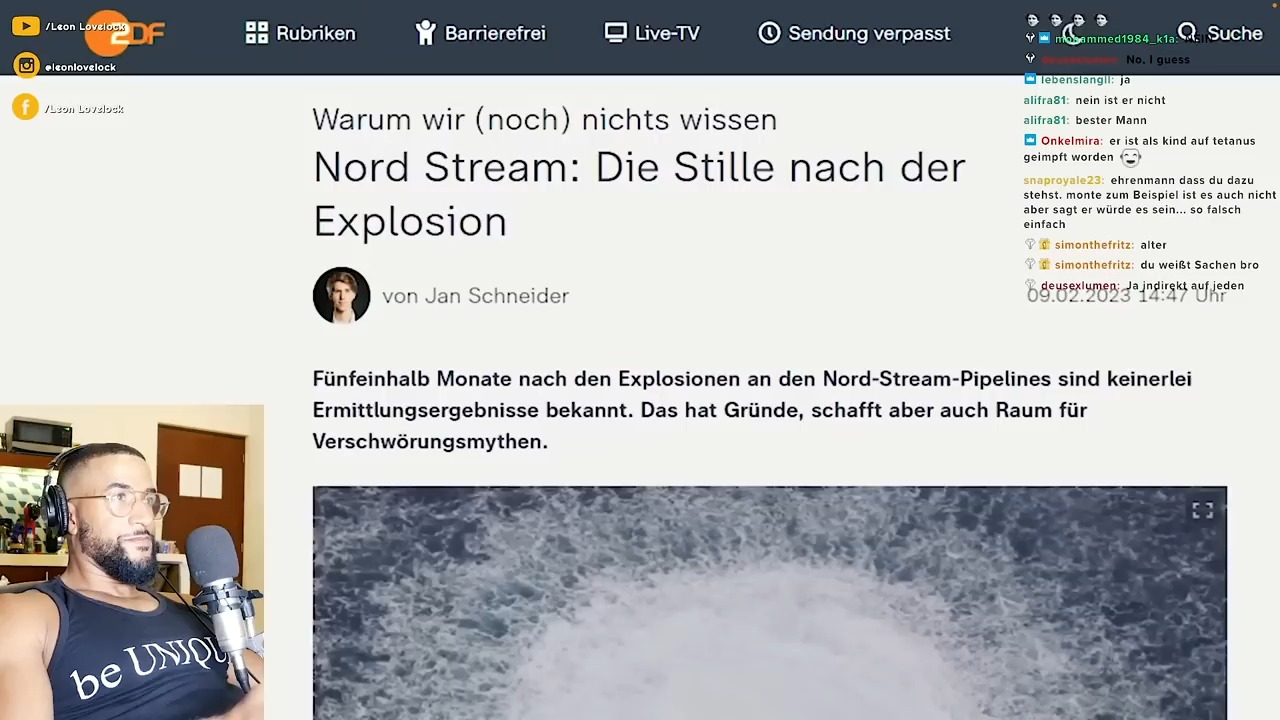 /Leon Lovelock
@leonlovelock
/Leon Lovelock
ZDF
Rubriken
Barrierefrei
Live-TV
Sendung verpasst
Suche
Warum wir (noch) nichts wissen
Nord Stream: Die Stille nach der
Explosion
von Jan Schneider
09.02.2023 14:47 Uhr
Fünfeinhalb Monate nach den Explosionen an den Nord-Stream-Pipelines sind keinerlei
Ermittlungsergebnisse bekannt. Das hat Gründe, schafft aber auch Raum für
Verschwörungsmythen.
mohammed1984_k1a:
deusexlumen: No, I guess
lebenslangll: ja
alifra81: nein ist er nicht
alifra81: bester Mann
Onkelmira: er ist als kind auf tetanus
geimpft worden
snaproyale23: ehrenmann dass du dazu
stehst. monte zum Beispiel ist es auch nicht
aber sagt er würde es sein... so falsch
einfach
simonthefritz: alter
simonthefritz: du weißt Sachen bro
deusexlumen: Ja indirekt auf jeden
be UNIQU